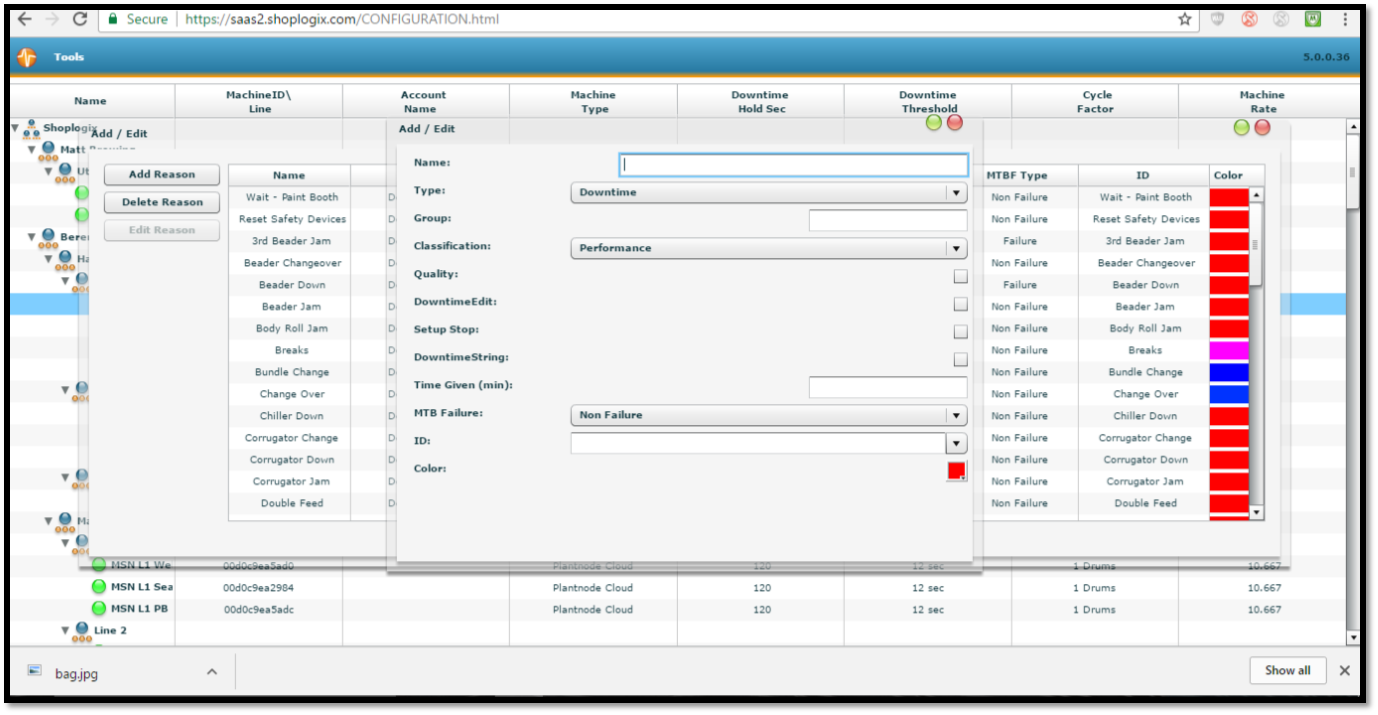 Secure https://saas2.shoplogix.com/CONFIGURATION.html
Tools 5.0.0.36
Name MachineID\ Line Account Name Machine Type Downtime Hold Sec Downtime Threshold Cycle Factor Machine Rate
Shoplogix
Add / Edit
Add / Edit
Matt
Add Reason
Delete Reason
Edit Reason
Name MTBF Type ID Color
Wait - Paint Booth Non Failure Wait - Paint Booth
Reset Safety Devices Non Failure Reset Safety Devices
3rd Beader Jam Failure 3rd Beader Jam
Beader Changeover Non Failure Beader Changeover
Beader Down Failure Beader Down
Beader Jam Non Failure Beader Jam
Body Roll Jam Non Failure Body Roll Jam
Breaks Non Failure Breaks
Bundle Change Non Failure Bundle Change
Change Over Non Failure Change Over
Chiller Down Non Failure Chiller Down
Corrugator Change Non Failure Corrugator Change
Corrugator Down Non Failure Corrugator Down
Corrugator Jam Non Failure Corrugator Jam
Double Feed Non Failure Double Feed
Name:
Type: Downtime
Group:
Classification: Performance
Quality:
DowntimeEdit:
Setup Stop:
DowntimeString:
Time Given (min):
MTB Failure: Non Failure
ID:
Color:
MSN L1 We 00d0c9ea5ad0 Plantnode Cloud 120 12 sec 1 Drums 10.667
MSN L1 Sea 00d0c9ea2984 Plantnode Cloud 120 12 sec 1 Drums 10.667
MSN L1 PB 00d0c9ea5adc Plantnode Cloud 120 12 sec 1 Drums 10.667
Line 2
bag.jpg Show all